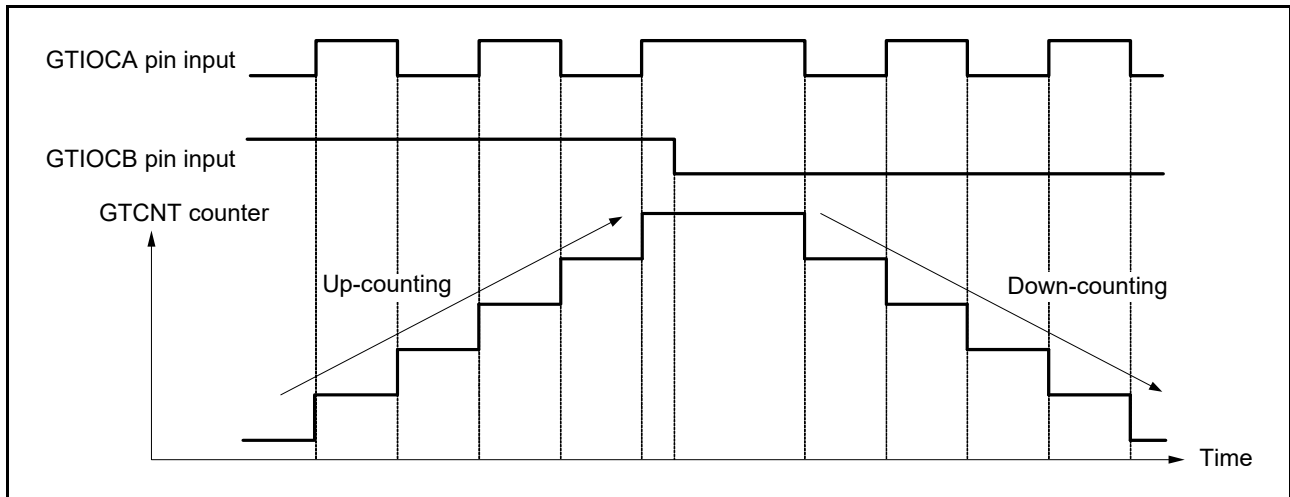 GTIOCA pin input
GTIOCB pin input
GTCNT counter
Up-counting
Down-counting
Time